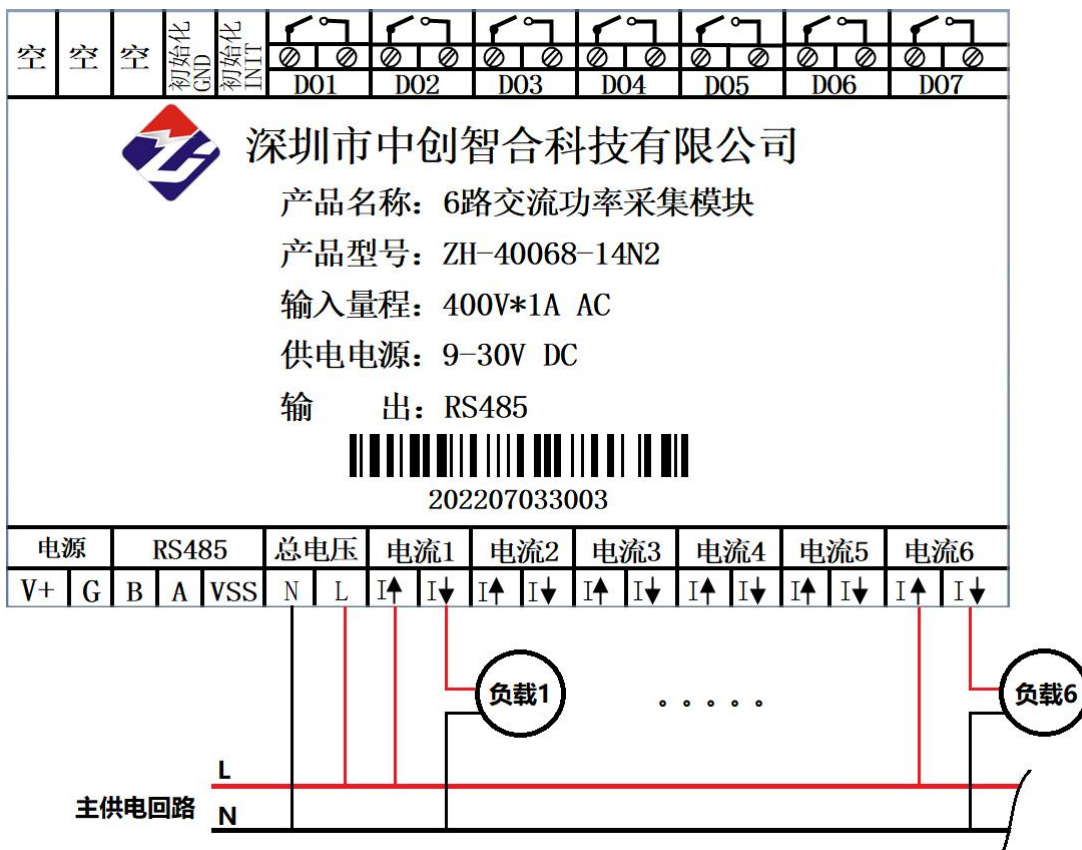 空 空 空 初始化GND 初始化INIT
DO1 DO2 DO3 DO4 DO5 DO6 DO7
深圳市中创智合科技有限公司
产品名称：6路交流功率采集模块
产品型号：ZH-40068-14N2
输入量程：400V*1A AC
供电电源：9-30V DC
输 出：RS485
202207033003
电源 RS485 总电压 电流1 电流2 电流3 电流4 电流5 电流6
V+ G B A VSS N L I I I I I I I I I I I I
负载1 。。。。。 负载6
L
主供电回路
N